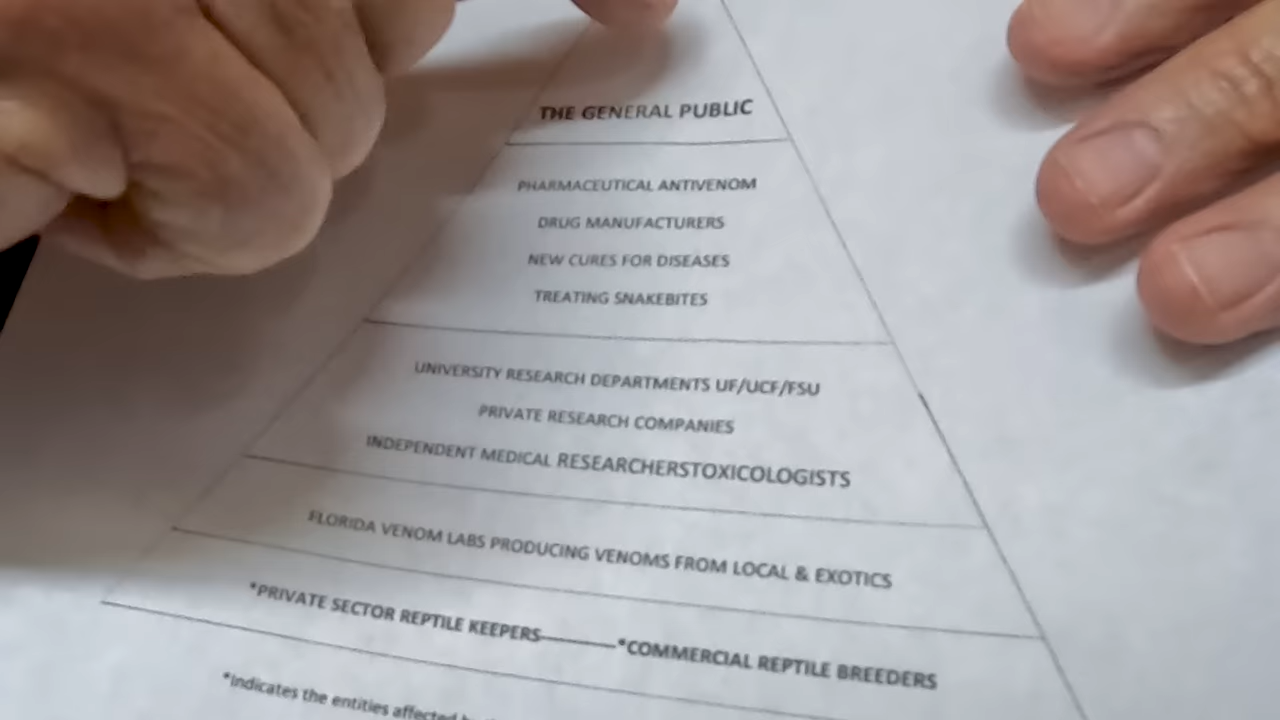 THE GENERAL PUBLIC
PHARMACEUTICAL ANTIVENOM
DRUG MANUFACTURERS
NEW CURES FOR DISEASES
TREATING SNAKEBITES
UNIVERSITY RESEARCH DEPARTMENTS UF/UCF/FSU
PRIVATE RESEARCH COMPANIES
INDEPENDENT MEDICAL RESEARCHERSTOXICOLOGISTS
FLORIDA VENOM LABS PRODUCING VENOMS FROM LOCAL & EXOTICS
*PRIVATE SECTOR REPTILE KEEPERS————*COMMERCIAL REPTILE BREEDERS
*Indicates the entities affected